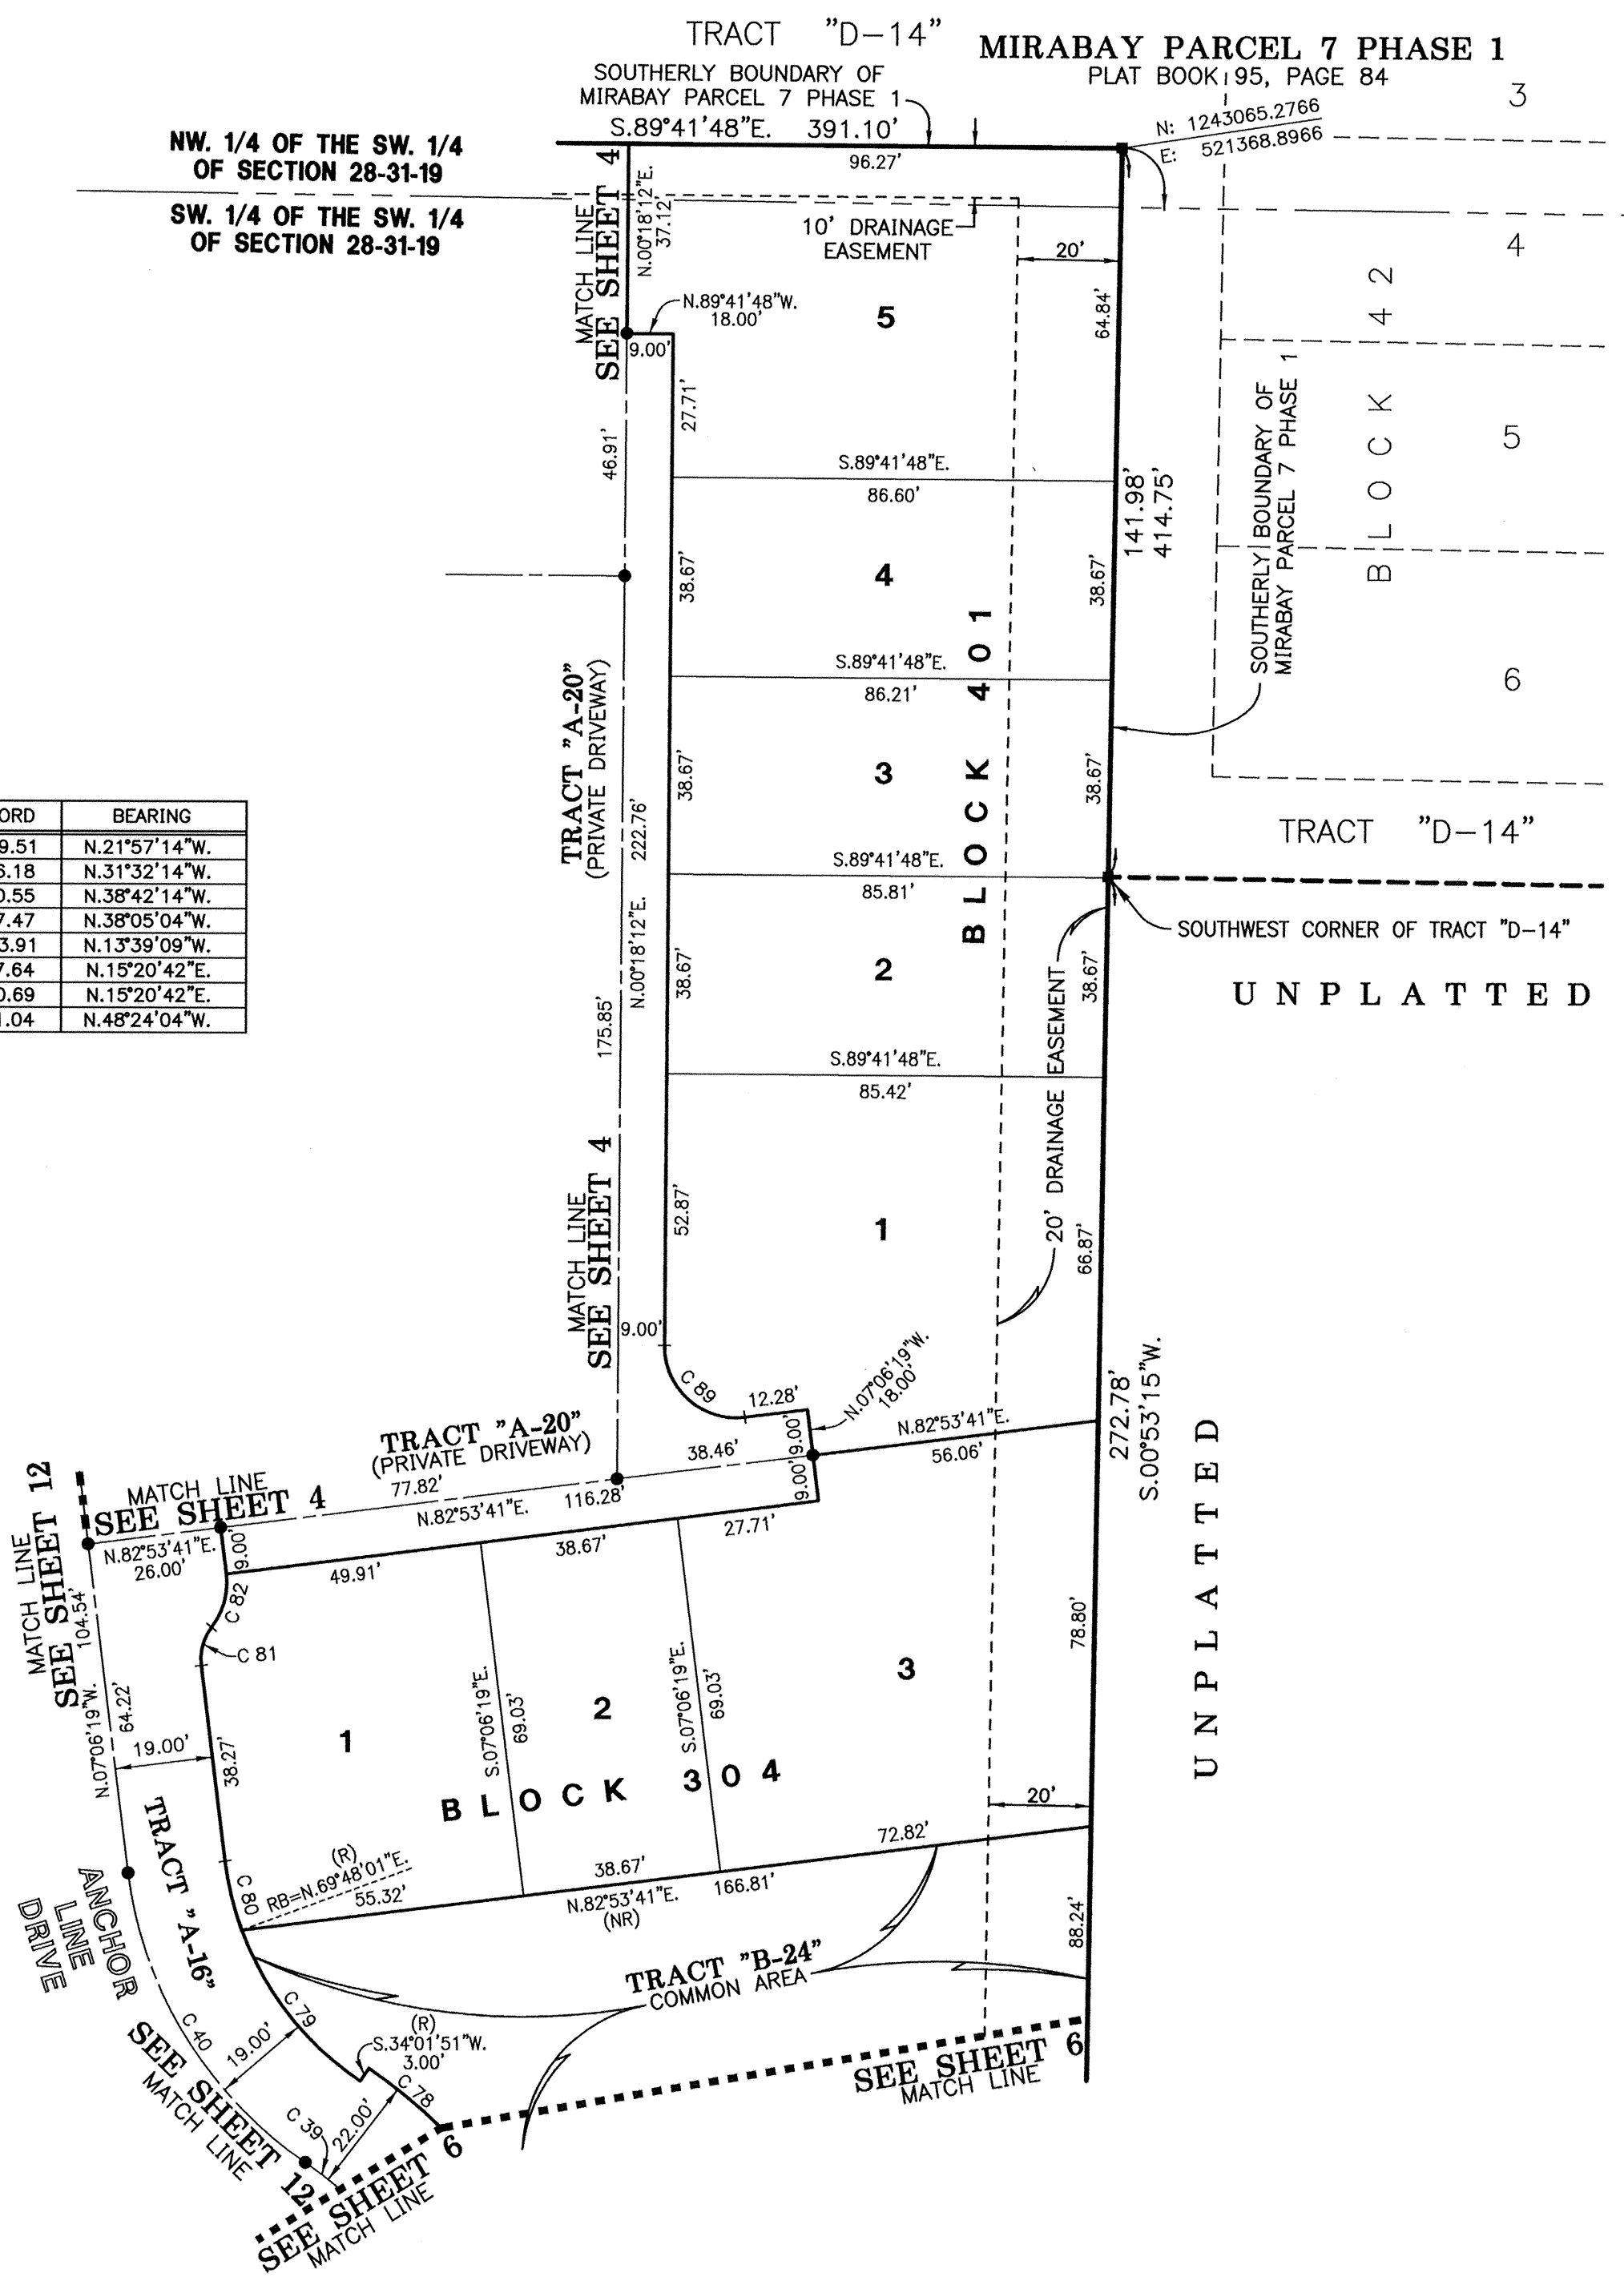 TRACT "D-14"
MIRABAY PARCEL 7 PHASE 1
PLAT BOOK 95, PAGE 84
SOUTHERLY BOUNDARY OF
MIRABAY PARCEL 7 PHASE 1
S.89°41'48"E. 391.10'
N: 1243065.2766
E: 521368.8966
3
NW. 1/4 OF THE SW. 1/4
OF SECTION 28-31-19
SW. 1/4 OF THE SW. 1/4
OF SECTION 28-31-19
96.27'
MATCH LINE
SEE SHEET 4
N.00°18'12"E.
37.12'
10' DRAINAGE
EASEMENT
20'
4
N.89°41'48"W.
18.00'
9.00'
5
64.84'
27.71'
46.91'
S.89°41'48"E.
86.60'
141.98'
414.75'
SOUTHERLY BOUNDARY OF
MIRABAY PARCEL 7 PHASE 1
BLOCK 42
5
38.67'
4
38.67'
S.89°41'48"E.
86.21'
BLOCK 401
6
TRACT "A-20"
(PRIVATE DRIVEWAY)
222.76'
N.00°18'12"E.
38.67'
3
38.67'
TRACT "D-14"
S.89°41'48"E.
85.81'
SOUTHWEST CORNER OF TRACT "D-14"
UNPLATTED
ORD BEARING
9.51 N.21°57'14"W.
6.18 N.31°32'14"W.
0.55 N.38°42'14"W.
7.47 N.38°05'04"W.
3.91 N.13°39'09"W.
7.64 N.15°20'42"E.
0.69 N.15°20'42"E.
1.04 N.48°24'04"W.
175.85'
38.67'
2
38.67'
S.89°41'48"E.
85.42'
20' DRAINAGE EASEMENT
MATCH LINE
SEE SHEET 4
52.87'
1
66.87'
9.00'
C 89
12.28'
N.07°06'19"W.
18.00'
9.00'
9.00'
N.82°53'41"E.
56.06'
272.78'
S.00°53'15"W.
UNPLATTED
TRACT "A-20"
(PRIVATE DRIVEWAY)
38.46'
77.82'
N.82°53'41"E.
116.28'
MATCH LINE
SEE SHEET 4
MATCH LINE
SEE SHEET 12
N.82°53'41"E.
26.00'
9.00'
49.91'
38.67'
27.71'
C 82
C 81
104.54'
N.07°06'19"W.
64.22'
19.00'
38.27'
1
S.07°06'19"E.
69.03'
2
S.07°06'19"E.
69.03'
3
78.80'
BLOCK 304
20'
72.82'
(R)
RB=N.69°48'01"E.
55.32'
38.67'
N.82°53'41"E.
166.81'
(NR)
C 80
TRACT "A-16"
ANCHOR
LINE
DRIVE
88.24'
TRACT "B-24"
COMMON AREA
C 79
C 40
19.00'
(R)
S.34°01'51"W.
3.00'
C 78
C 39
22.00'
SEE SHEET 12
MATCH LINE
SEE SHEET 6
MATCH LINE
SEE SHEET 6
MATCH LINE